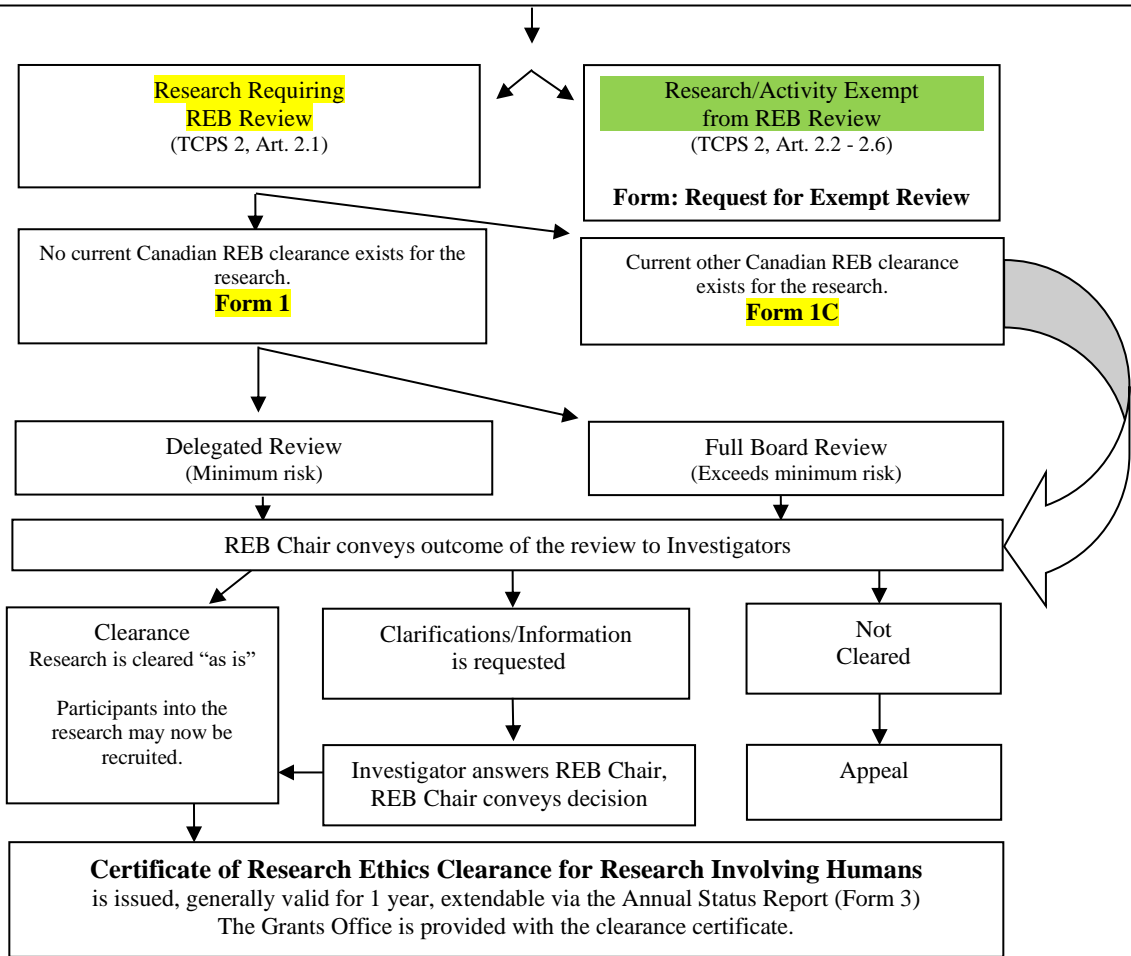 Research Requiring
REB Review
(TCPS 2, Art. 2.1)
Research/Activity Exempt
from REB Review
(TCPS 2, Art. 2.2 - 2.6)
Form: Request for Exempt Review
No current Canadian REB clearance exists for the
research.
Form 1
Current other Canadian REB clearance
exists for the research.
Form 1C
Delegated Review
(Minimum risk)
Full Board Review
(Exceeds minimum risk)
REB Chair conveys outcome of the review to Investigators
Clearance
Research is cleared “as is”
Participants into the
research may now be
recruited.
Clarifications/Information
is requested
Not
Cleared
Investigator answers REB Chair,
REB Chair conveys decision
Appeal
Certificate of Research Ethics Clearance for Research Involving Humans
is issued, generally valid for 1 year, extendable via the Annual Status Report (Form 3)
The Grants Office is provided with the clearance certificate.